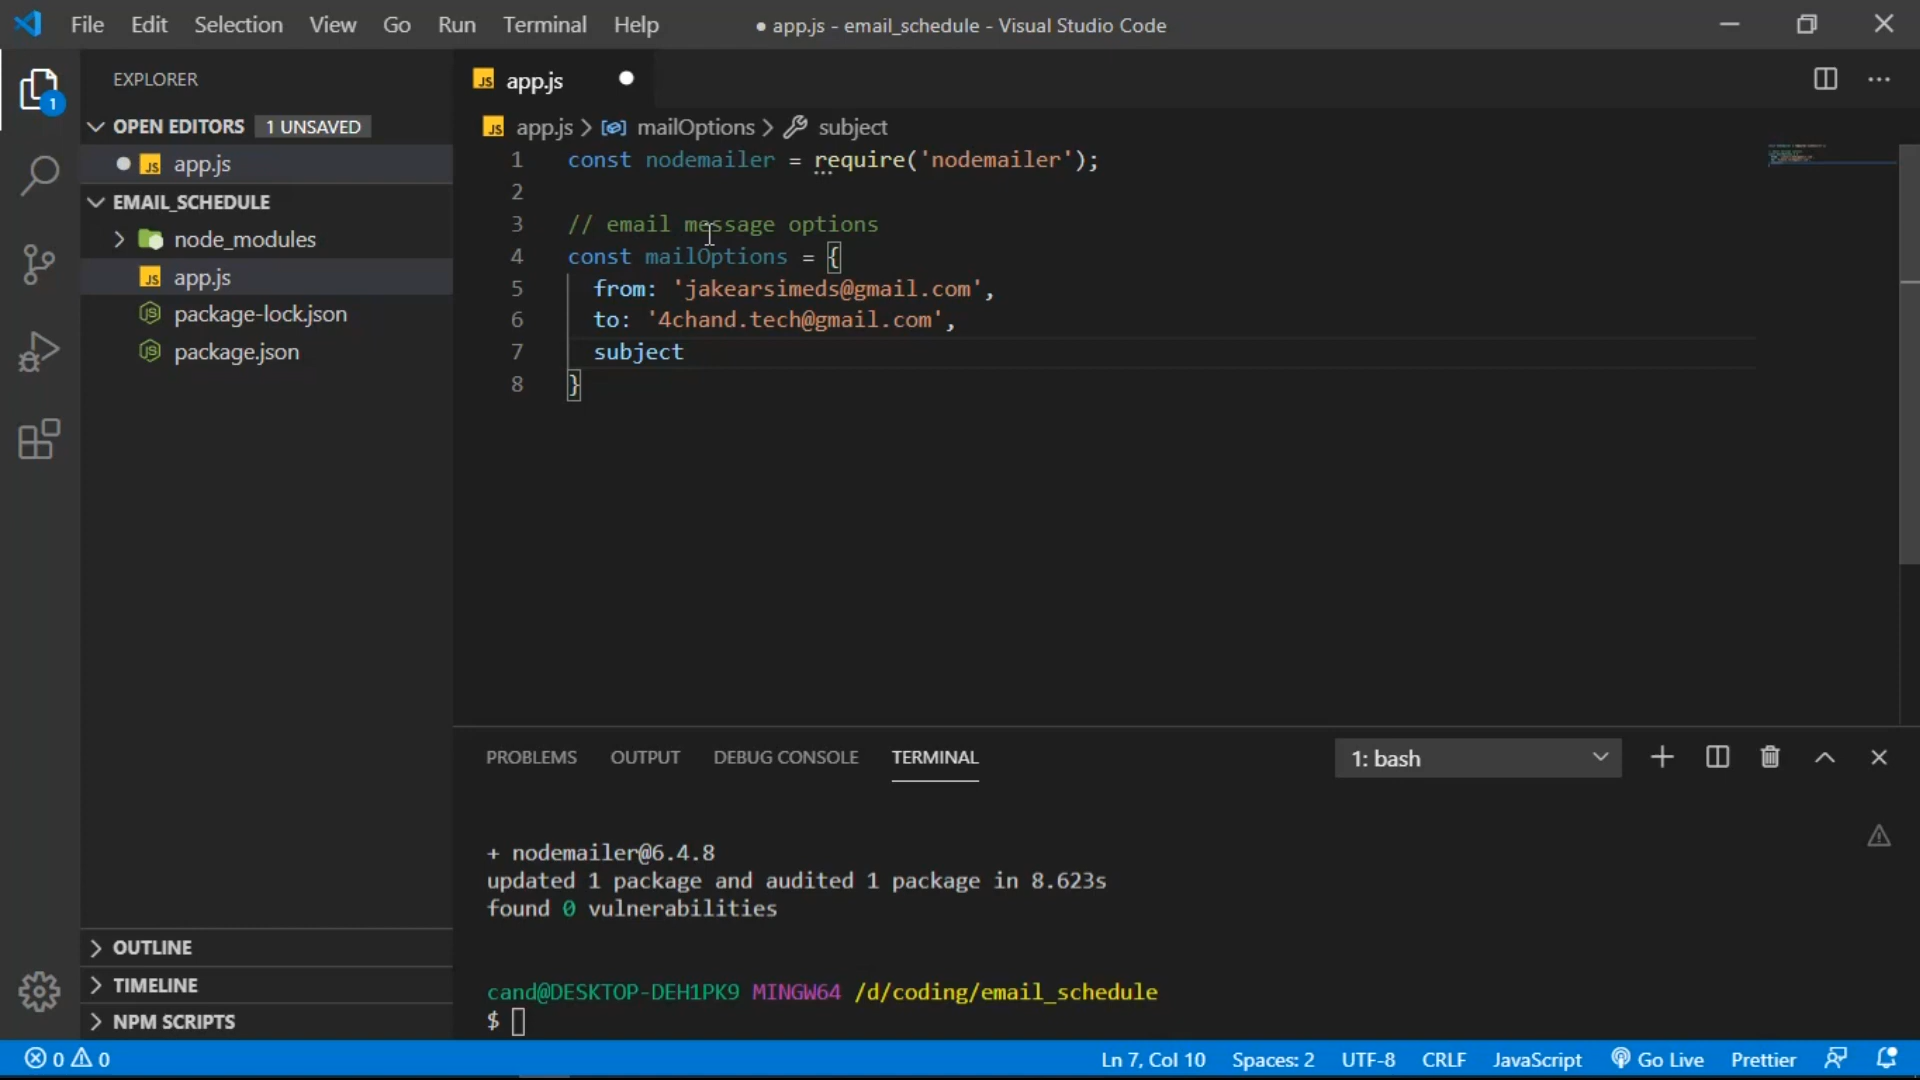 File Edit Selection View Go Run Terminal Help ● app.js - email_schedule - Visual Studio Code
EXPLORER
1
OPEN EDITORS 1 UNSAVED
JS app.js
EMAIL_SCHEDULE
node_modules
JS app.js
package-lock.json
package.json
OUTLINE
TIMELINE
NPM SCRIPTS
JS app.js
JS app.js > mailOptions > subject
1 const nodemailer = require('nodemailer');
2
3 // email message options
4 const mailOptions = {
5 from: 'jakearsimeds@gmail.com',
6 to: '4chand.tech@gmail.com',
7 subject
8 }
PROBLEMS OUTPUT DEBUG CONSOLE TERMINAL 1: bash
+ nodemailer@6.4.8
updated 1 package and audited 1 package in 8.623s
found 0 vulnerabilities
cand@DESKTOP-DEH1PK9 MINGW64 /d/coding/email_schedule
$
0 0 Ln 7, Col 10 Spaces: 2 UTF-8 CRLF JavaScript Go Live Prettier